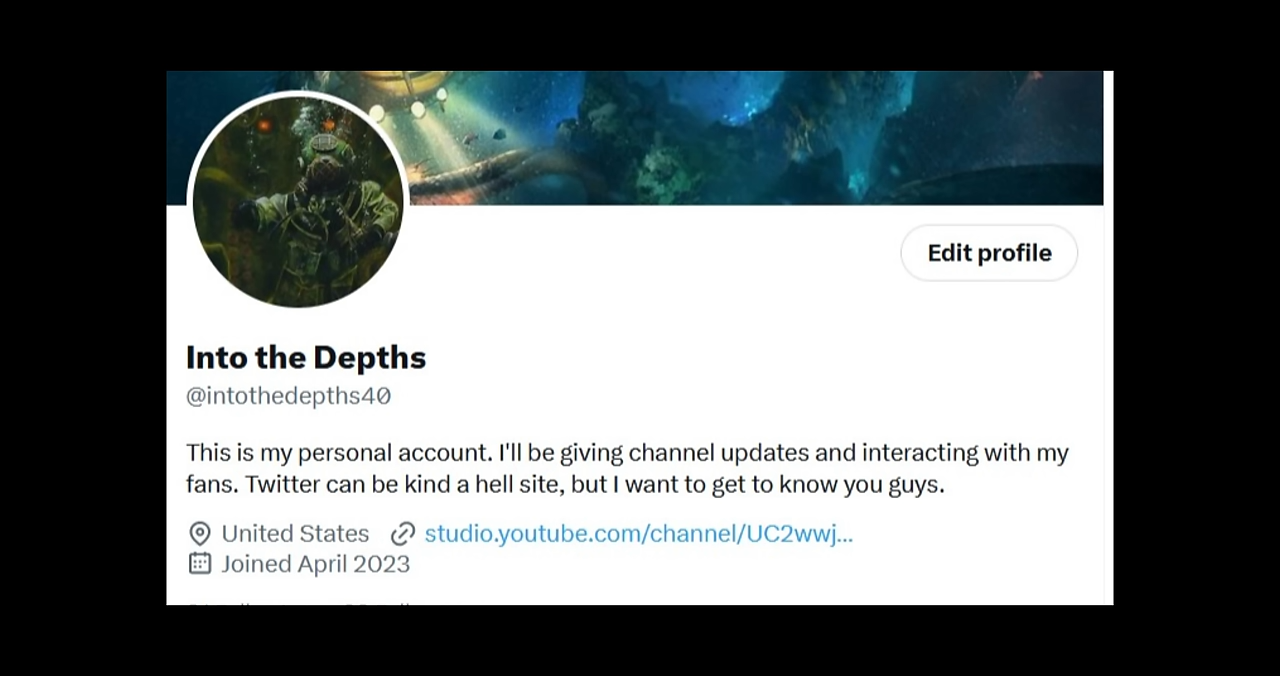 Edit profile
Into the Depths
@intothedepths40
This is my personal account. I'll be giving channel updates and interacting with my
fans. Twitter can be kind a hell site, but I want to get to know you guys.
United States studio.youtube.com/channel/UC2wwj...
Joined April 2023